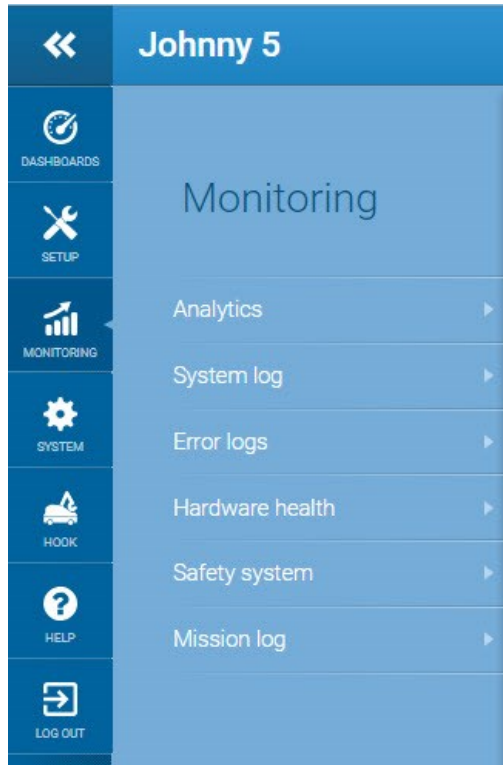 Johnny 5
DASHBOARDS
SETUP
MONITORING
SYSTEM
HOOK
HELP
LOG OUT
Monitoring
Analytics
System log
Error logs
Hardware health
Safety system
Mission log